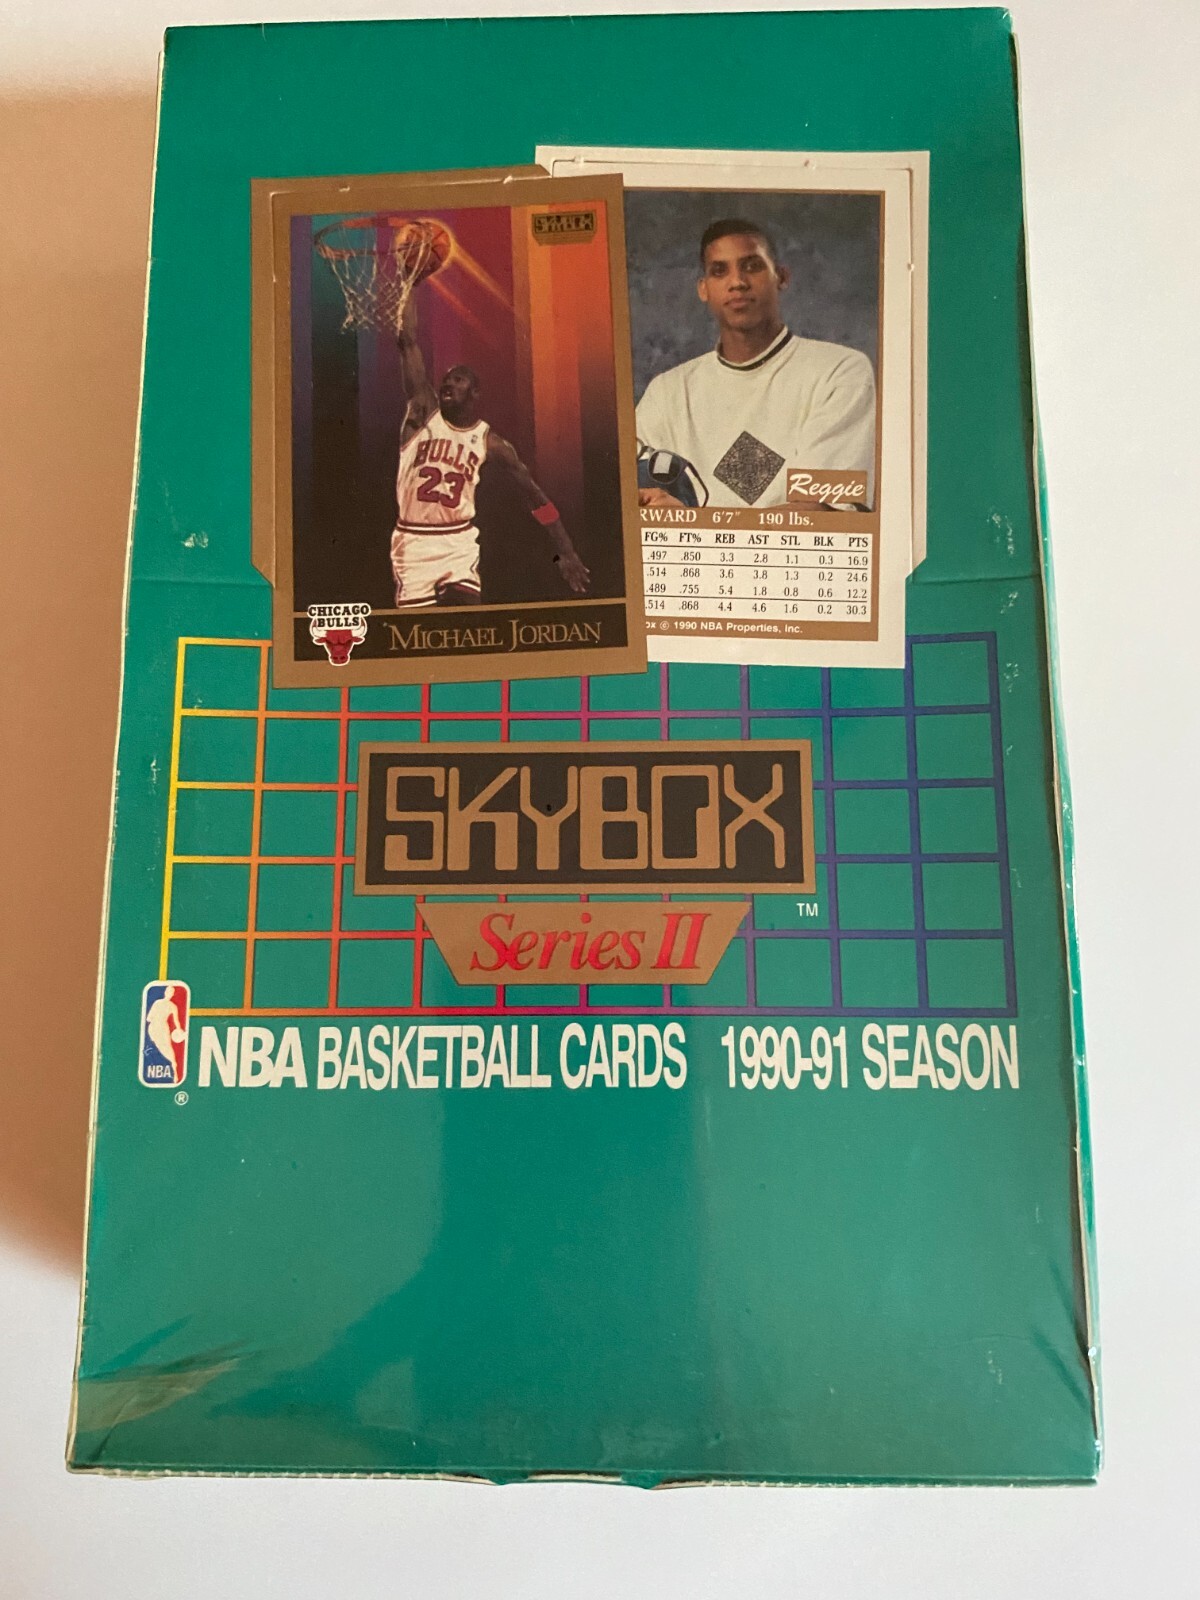 SKYBOX
BULLS
23
CHICAGO
BULLS
MICHAEL JORDAN
Reggie
RWARD 6'7" 190 lbs.
FG% FT% REB AST STL BLK PTS
.497 .850 3.3 2.8 1.1 0.3 16.9
.514 .868 3.6 3.8 1.3 0.2 24.6
.489 .755 5.4 1.8 0.8 0.6 12.2
.514 .868 4.4 4.6 1.6 0.2 30.3
ox © 1990 NBA Properties, Inc.
SKYBOX
TM
Series II
NBA
®
NBA BASKETBALL CARDS 1990-91 SEASON